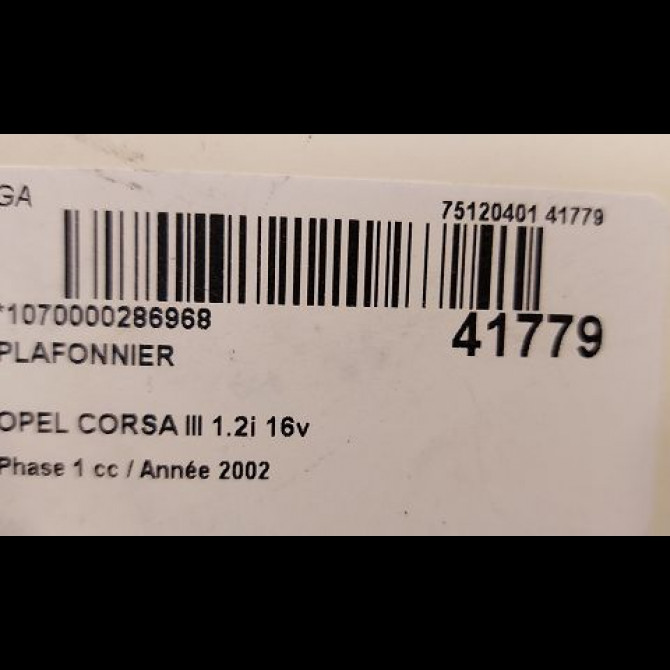 GA
75120401 41779
*1070000286968
41779
PLAFONNIER
OPEL CORSA III 1.2i 16v
Phase 1 cc / Année 2002